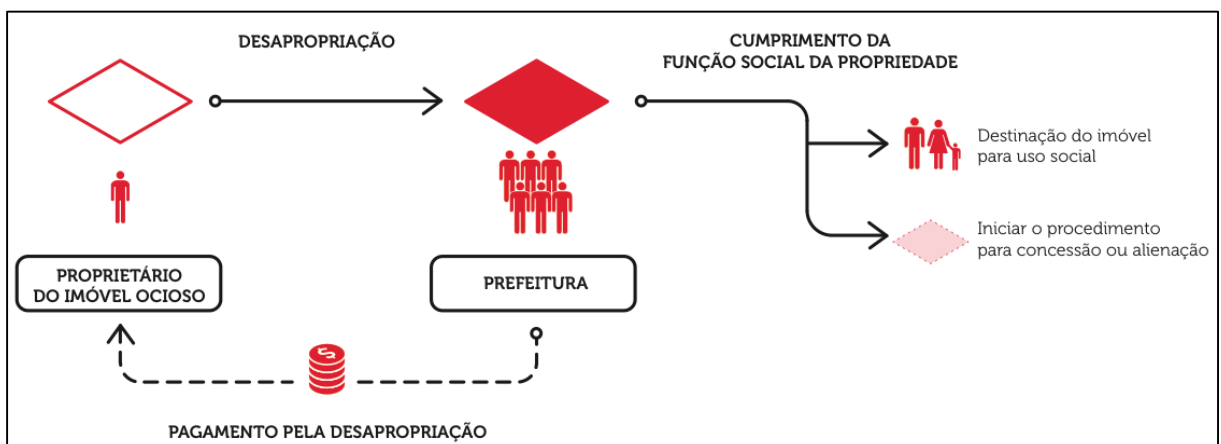 DESAPROPRIAÇÃO
CUMPRIMENTO DA
FUNÇÃO SOCIAL DA PROPRIEDADE
Destinação do imóvel
para uso social
Iniciar o procedimento
para concessão ou alienação
PROPRIETÁRIO
DO IMÓVEL OCIOSO
PREFEITURA
$
PAGAMENTO PELA DESAPROPRIAÇÃO